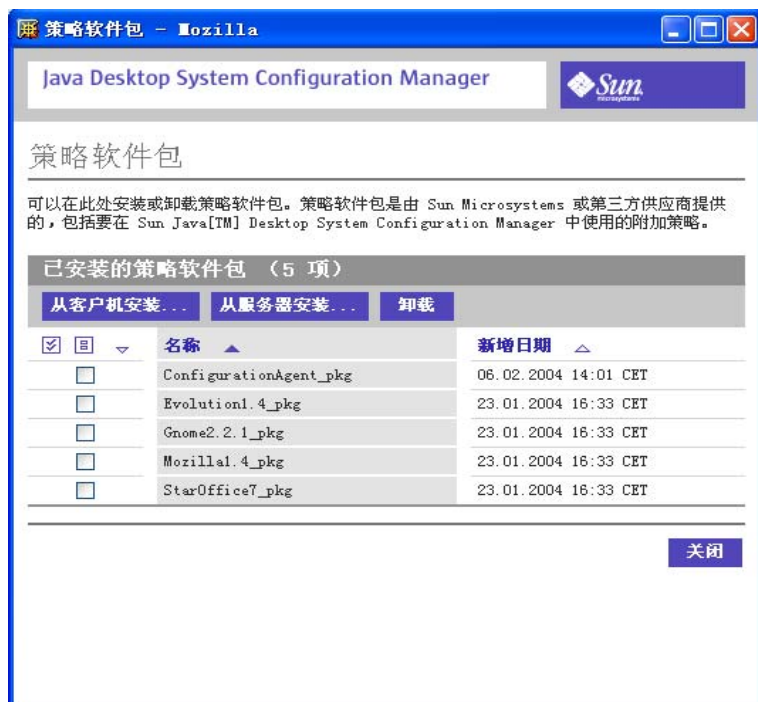 策略软件包 - Mozilla
Java Desktop System Configuration Manager
Sun
microsystems
策略软件包
可以在此处安装或卸载策略软件包。策略软件包是由 Sun Microsystems 或第三方供应商提供
的，包括要在 Sun Java[TM] Desktop System Configuration Manager 中使用的附加策略。
已安装的策略软件包 （5 项）
从客户机安装... 从服务器安装... 卸载
名称 新增日期
ConfigurationAgent_pkg 06.02.2004 14:01 CET
Evolution1.4_pkg 23.01.2004 16:33 CET
Gnome2.2.1_pkg 23.01.2004 16:33 CET
Mozilla1.4_pkg 23.01.2004 16:33 CET
StarOffice7_pkg 23.01.2004 16:33 CET
关闭